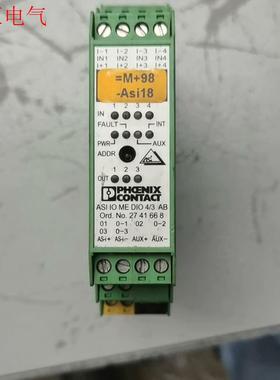 电气
I-1 I-2 I-3 I-4
IN1 IN2 IN3 IN4
I+1 I+2 I+3 I+4
=M+98
-Asi18
1 2 3 4
IN
FAULT INT
PWR AUX
ADDR
OUT
0 1 2 3
PHŒNIX
CONTACT
ASI IO ME DIO 4/3 AB
Ord. No. 27 41 66 8
01 0-1 02 0-2
03 0-3
ASi+ ASi- AUX+ AUX-